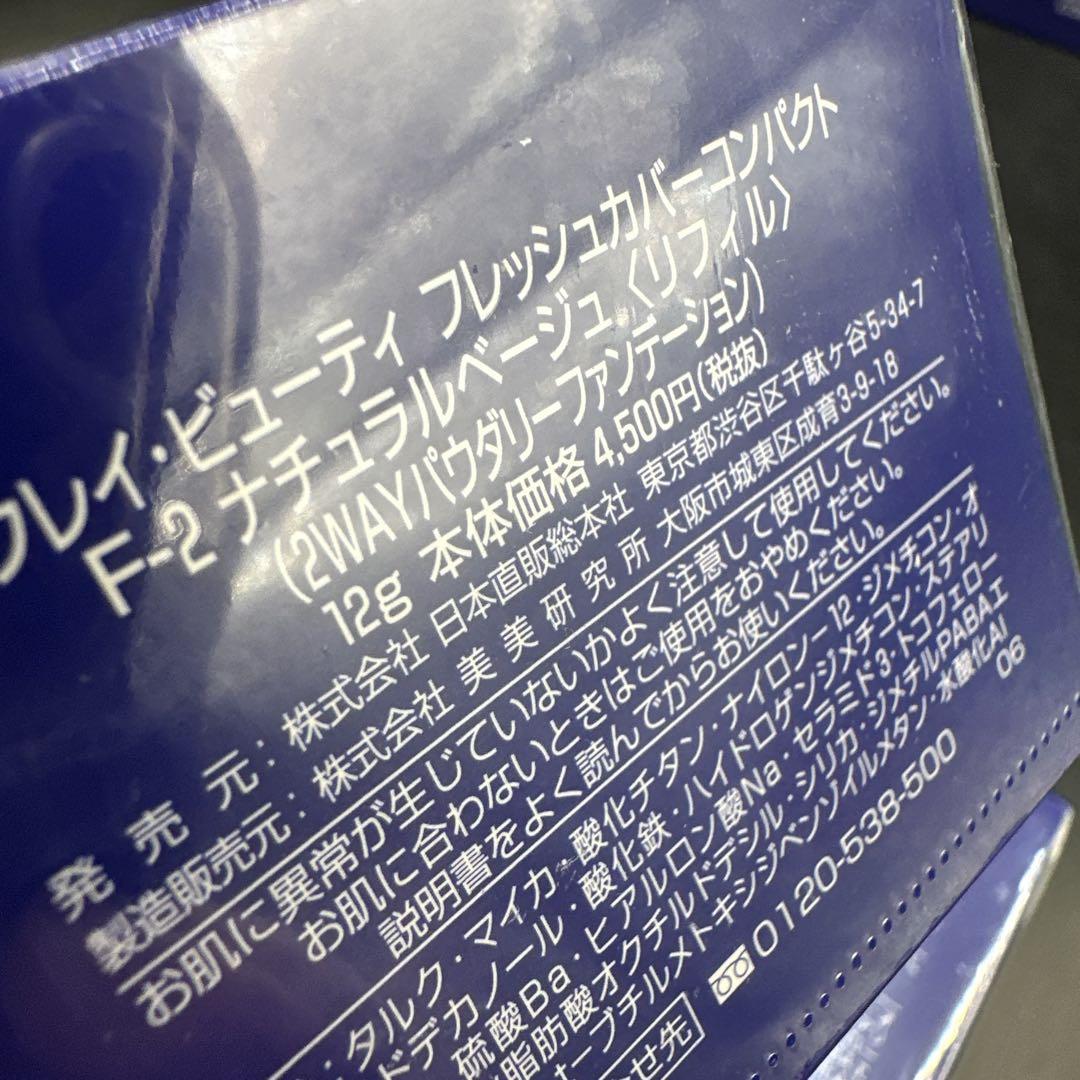 フレイ・ビューティ フレッシュカバーコンパクト
F-2 ナチュラルベージュ〈リフィル〉
(2WAYパウダリーファンデーション)
12g 本体価格 4,500円(税抜)
発売元:株式会社 日本直販総本社 東京都渋谷区千駄ヶ谷5-34-7
製造販売元:株式会社 美美研究所 大阪市城東区成育3-9-18
お肌に異常が生じていないかよく注意して使用してください。
お肌に合わないときはご使用をおやめください。
説明書をよく読んでからお使いください。
・タルク・マイカ・酸化チタン・ナイロン-12・ジメチコン・オ
ドデカノール・酸化鉄・ハイドロゲンジメチコン・ステアリ
硫酸Ba・ヒアルロン酸Na・セラミド3・トコフェロー
脂肪酸オクチルドデシル・シリカ・ジメチルPABAエ
t-ブチルメトキシジベンゾイルメタン・水酸化Al
06
せ先 0120-538-500